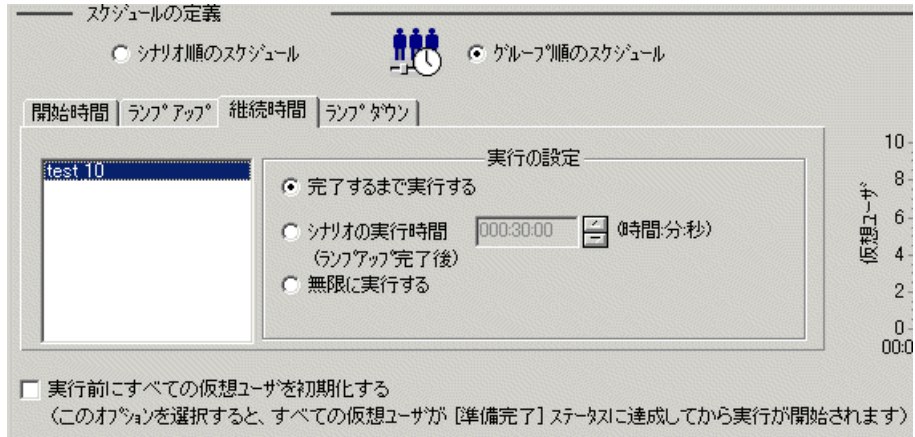 スケジュールの定義
シナリオ順のスケジュール
グループ順のスケジュール
開始時間 ランプアップ 継続時間 ランプダウン
test 10
実行の設定
完了するまで実行する
シナリオの実行時間 000:30:00 (時間:分:秒)
(ランプアップ完了後)
無限に実行する
10
8
6
4
2
0
仮想ユーザ
00:0
実行前にすべての仮想ユーザを初期化する
(このオプションを選択すると、すべての仮想ユーザが [準備完了] ステータスに達成してから実行が開始されます)